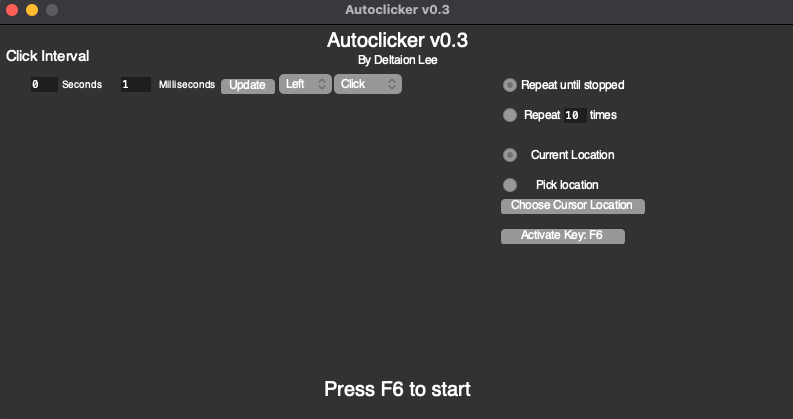 Autoclicker v0.3
Autoclicker v0.3
By Deltaion Lee
Click Interval
0 Seconds 1 Milliseconds Update Left Click
Repeat until stopped
Repeat 10 times
Current Location
Pick location
Choose Cursor Location
Activate Key: F6
Press F6 to start